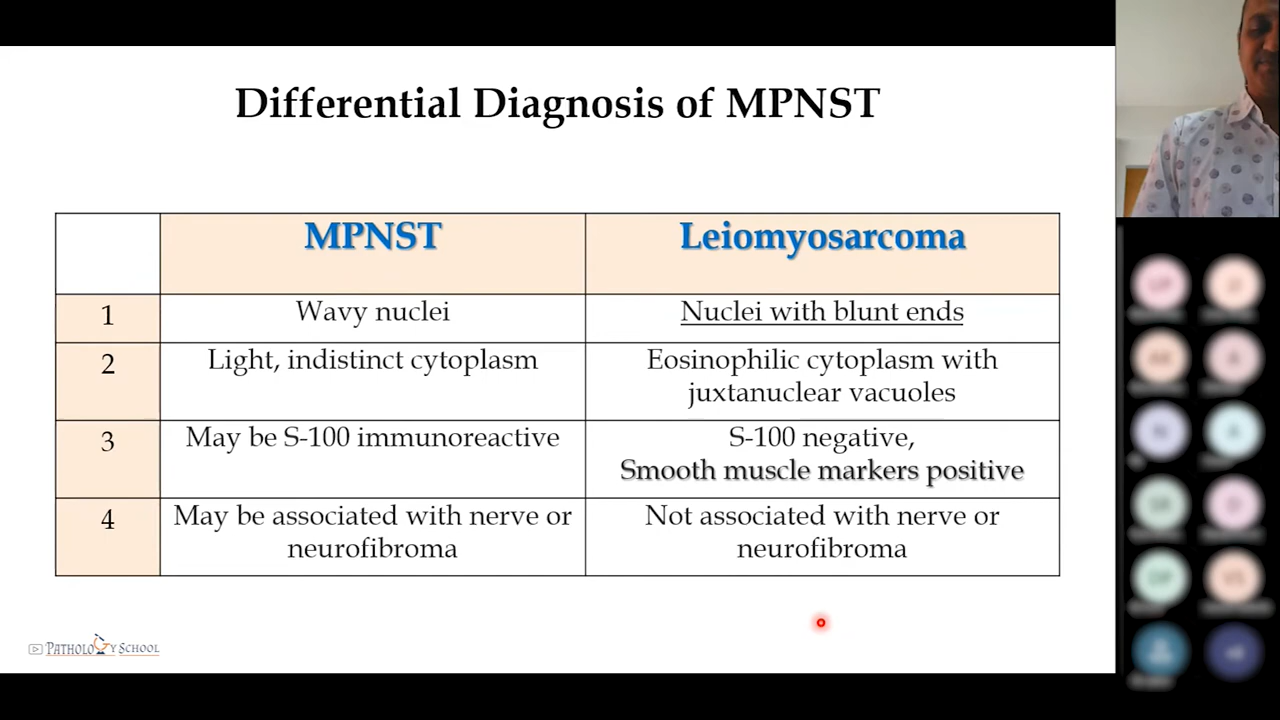 Differential Diagnosis of MPNST
MPNST
Leiomyosarcoma
1
Wavy nuclei
Nuclei with blunt ends
2
Light, indistinct cytoplasm
Eosinophilic cytoplasm with
juxtanuclear vacuoles
3
May be S-100 immunoreactive
S-100 negative,
Smooth muscle markers positive
4
May be associated with nerve or
neurofibroma
Not associated with nerve or
neurofibroma
PATHOLOGY SCHOOL